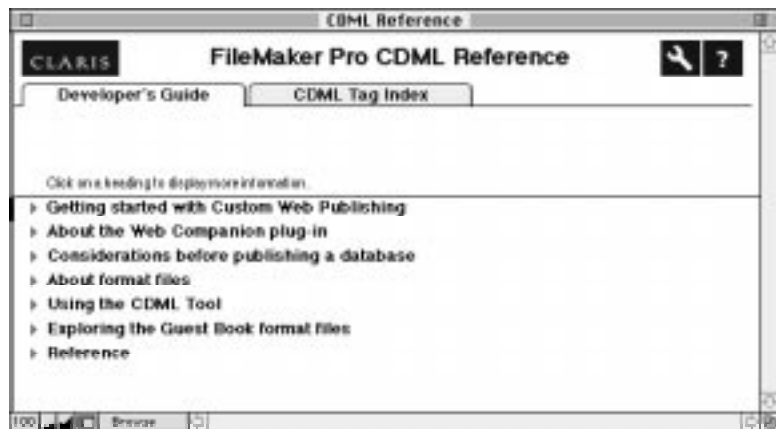 CDML Reference
CLARIS
FileMaker Pro CDML Reference
?
Developer's Guide
CDML Tag Index
Click on a heading to display more information.
Getting started with Custom Web Publishing
About the Web Companion plug-in
Considerations before publishing a database
About format files
Using the CDML Tool
Exploring the Guest Book format files
Reference
100
Browse